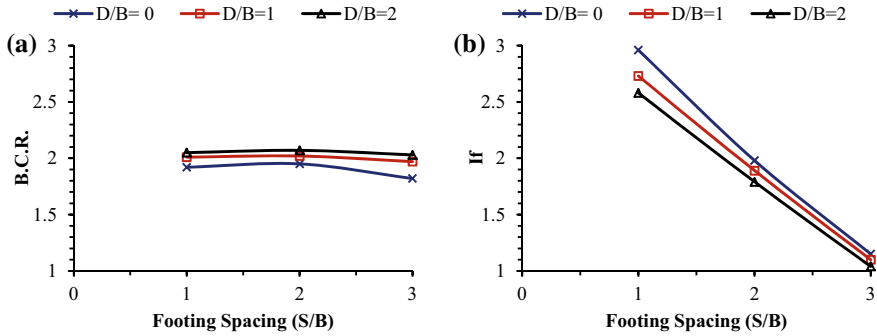 D/B= 0 D/B=1 D/B=2
(a)
3
2.5
2
1.5
1
B.C.R.
0 1 2 3
Footing Spacing (S/B)
D/B= 0 D/B=1 D/B=2
(b)
3
2.5
2
1.5
1
If
0 1 2 3
Footing Spacing (S/B)